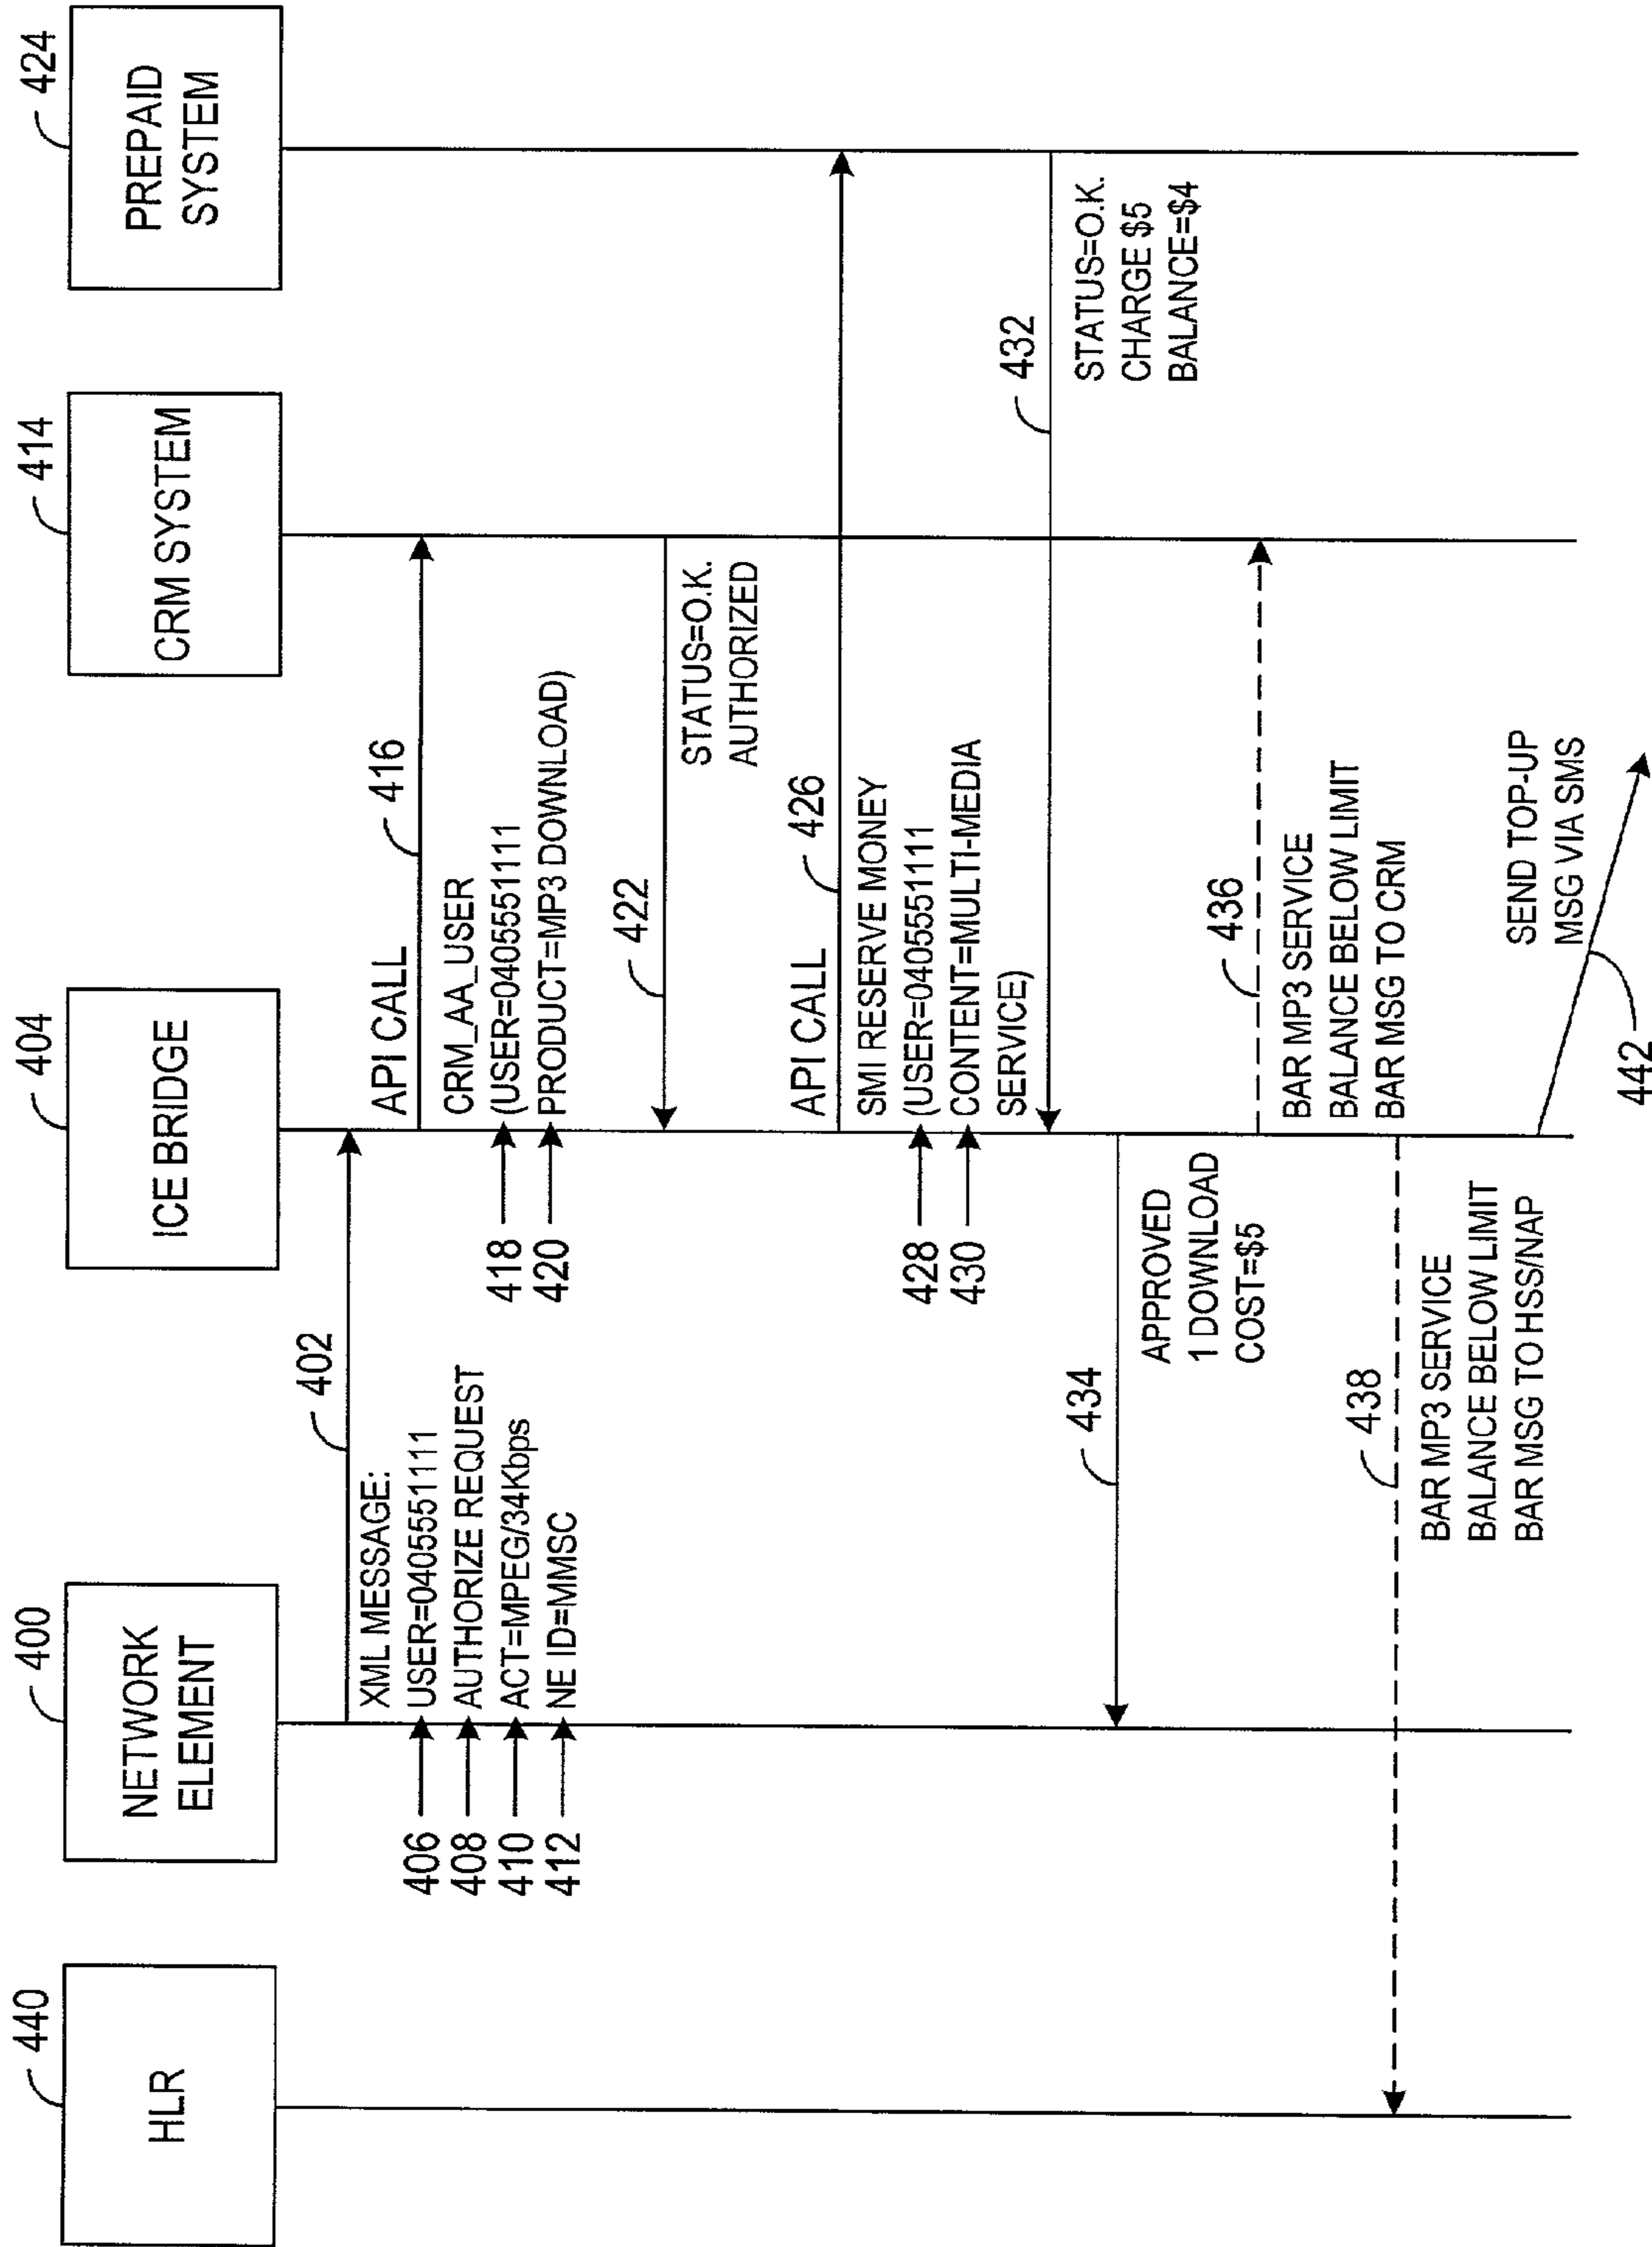 440
HLR
400
NETWORK
ELEMENT
404
ICE BRIDGE
414
CRM SYSTEM
424
PREPAID
SYSTEM
402
XML MESSAGE:
406
USER=0405551111
408
AUTHORIZE REQUEST
410
ACT=MPEG/34Kbps
412
NE ID=MMSC
API CALL
416
CRM_AA_USER
418
(USER=0405551111
420
PRODUCT=MP3 DOWNLOAD)
422
STATUS=O.K.
AUTHORIZED
API CALL
426
SMI RESERVE MONEY
428
(USER=0405551111
430
CONTENT=MULTI-MEDIA
SERVICE)
432
STATUS=O.K.
CHARGE $5
BALANCE=$4
434
APPROVED
1 DOWNLOAD
COST=$5
436
BAR MP3 SERVICE
BALANCE BELOW LIMIT
BAR MSG TO CRM
438
BAR MP3 SERVICE
BALANCE BELOW LIMIT
BAR MSG TO HSS/NAP
SEND TOP-UP
MSG VIA SMS
442